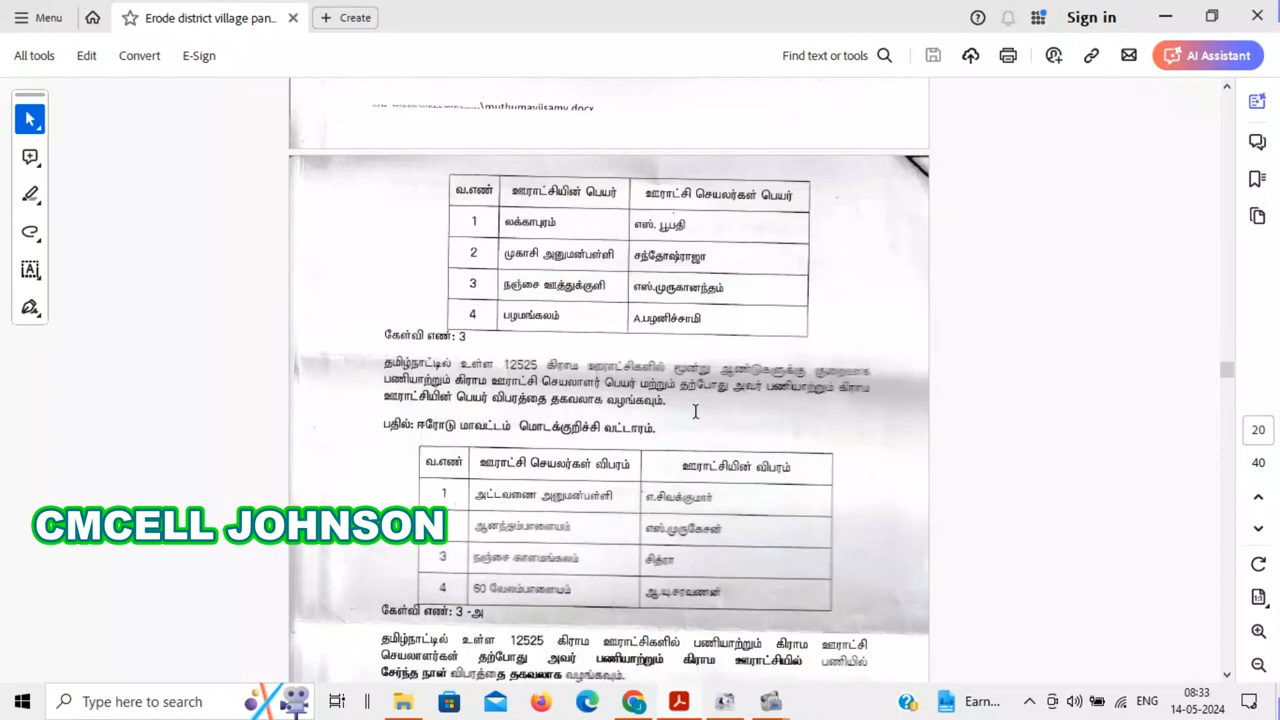 Menu
Erode district village pan...
Create
Sign in
All tools Edit Convert E-Sign
Find text or tools
AI Assistant
\muthumayilsamy.docx
வ.எண் ஊராட்சியின் பெயர் ஊராட்சி செயலர்கள் பெயர்
1 லக்காபுரம் எஸ். பூபதி
2 முகாசி அனுமன்பள்ளி சந்தோஷ்ராஜா
3 நஞ்சை ஊத்துக்குளி எஸ்.முருகானந்தம்
4 பழமங்கலம் A.பழனிச்சாமி
கேள்வி எண்: 3
தமிழ்நாட்டில் உள்ள 12525 கிராம ஊராட்சிகளில் மூன்று ஆண்டுகளுக்கு குறைவாக
பணியாற்றும் கிராம ஊராட்சி செயலாளர் பெயர் மற்றும் தற்போது அவர் பணியாற்றும் கிராம
ஊராட்சியின் பெயர் விபரத்தை தகவலாக வழங்கவும்.
பதில்: ஈரோடு மாவட்டம் மொடக்குறிச்சி வட்டாரம்.
வ.எண் ஊராட்சி செயலர்கள் விபரம் ஊராட்சியின் விபரம்
1 அட்டவணை அனுமன்பள்ளி எ.சிவக்குமார்
ஆனந்தம்பாளையம் எஸ்.முருகேசன்
3 நஞ்சை காளமங்கலம் சித்ரா
4 60 வேலம்பாளையம் ஆ.யு.சரவணன்
CMCELL JOHNSON
கேள்வி எண்: 3 -அ
தமிழ்நாட்டில் உள்ள 12525 கிராம ஊராட்சிகளில் பணியாற்றும் கிராம ஊராட்சி
செயலாளர்கள் தற்போது அவர் பணியாற்றும் கிராம ஊராட்சியில் பணியில்
சேர்ந்த நாள் விபரத்தை தகவலாக வழங்கவும்.
20
40
Type here to search
Earn...
ENG
08:33
14-05-2024